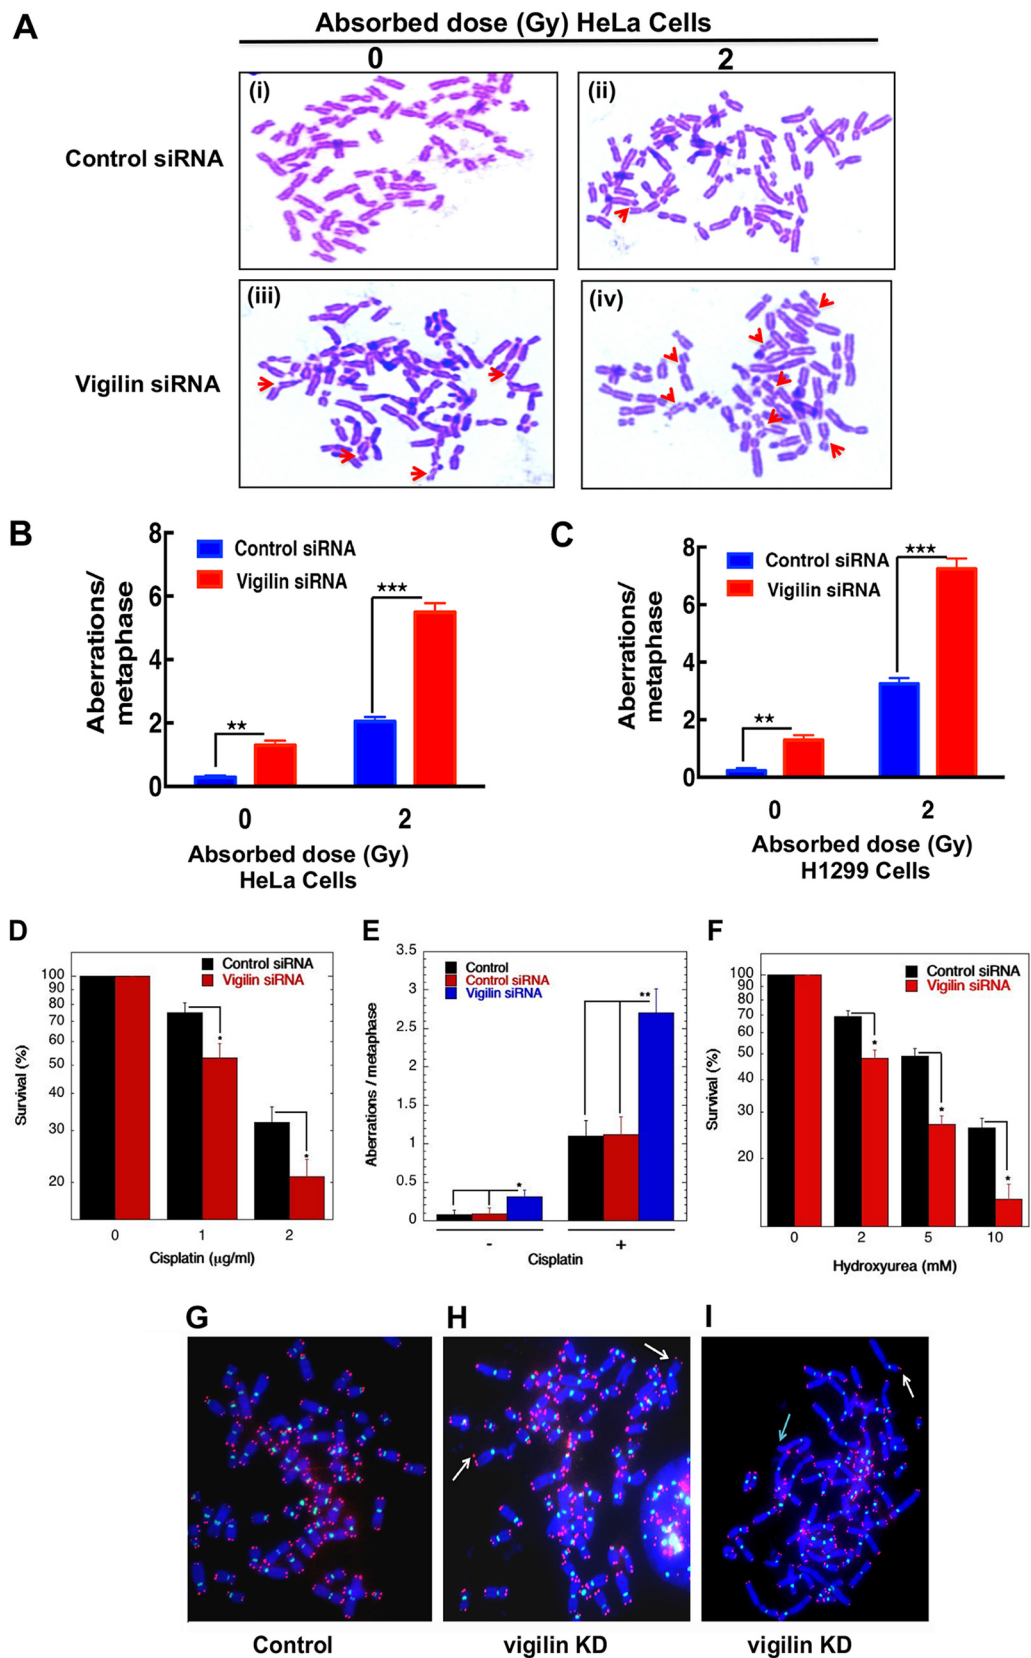 A
Absorbed dose (Gy) HeLa Cells
0 2
(i) (ii)
Control siRNA
(iii) (iv)
Vigilin siRNA
B
Aberrations/
metaphase
8
6
4
2
0
Control siRNA
Vigilin siRNA
**
***
0 2
Absorbed dose (Gy)
HeLa Cells
C
Aberrations/
metaphase
8
6
4
2
0
Control siRNA
Vigilin siRNA
**
***
0 2
Absorbed dose (Gy)
H1299 Cells
D
Survival (%)
100
90
80
70
60
50
40
30
20
Control siRNA
Vigilin siRNA
*
*
0 1 2
Cisplatin (μg/ml)
E
Aberrations / metaphase
3.5
3
2.5
2
1.5
1
0.5
0
Control
Control siRNA
Vigilin siRNA
*
**
- +
Cisplatin
F
Survival (%)
100
90
80
70
60
50
40
30
20
Control siRNA
Vigilin siRNA
*
*
*
0 2 5 10
Hydroxyurea (mM)
G H I
Control vigilin KD vigilin KD